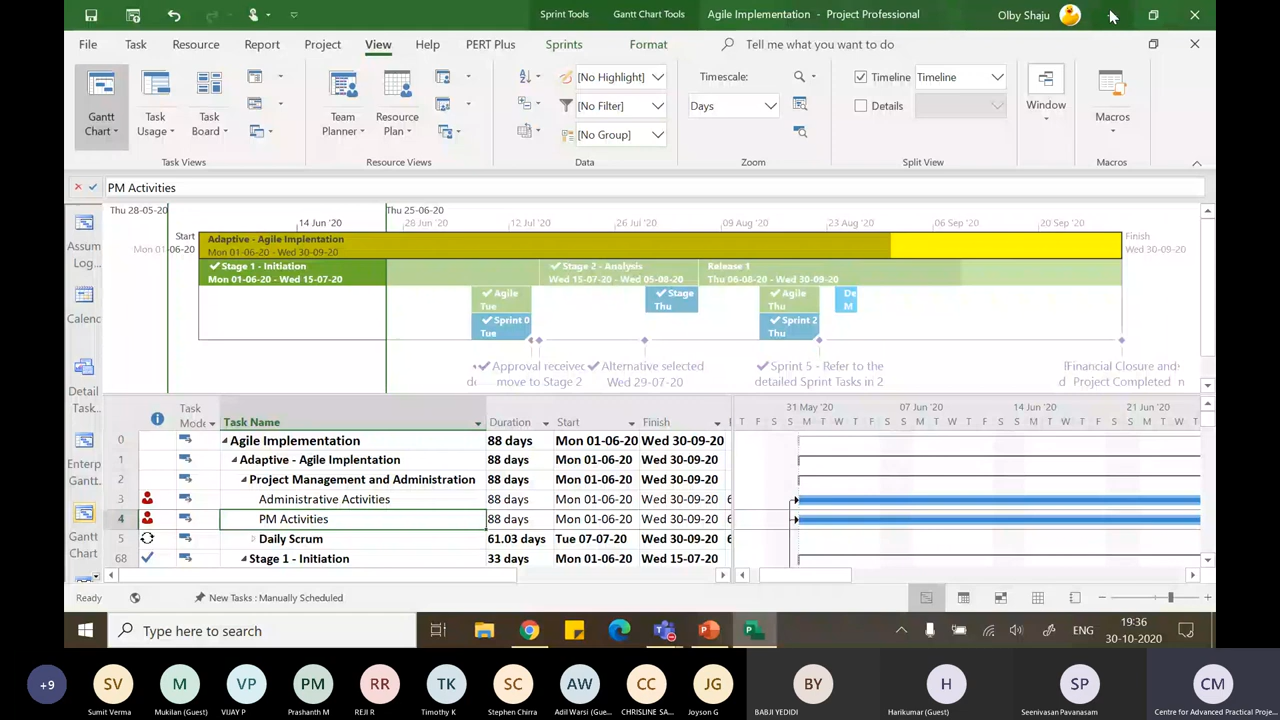 Sprint Tools Gantt Chart Tools Agile Implementation - Project Professional Olby Shaju
File Task Resource Report Project View Help PERT Plus Sprints Format Tell me what you want to do
Gantt Chart
Task Usage
Task Board
Task Views
Team Planner
Resource Plan
Resource Views
[No Highlight]
[No Filter]
[No Group]
Data
Timescale:
Days
Zoom
Timeline Timeline
Details
Split View
Window
Macros
Macros
PM Activities
Thu 28-05-20 Thu 25-06-20
14 Jun '20 28 Jun '20 12 Jul '20 26 Jul '20 09 Aug '20 23 Aug '20 06 Sep '20 20 Sep '20
Start
Mon 01-06-20
Adaptive - Agile Implentation
Mon 01-06-20 - Wed 30-09-20
Finish
Wed 30-09-20
Stage 1 - Initiation
Mon 01-06-20 - Wed 15-07-20
Stage 2 - Analysis
Wed 15-07-20 - Wed 05-08-20
Release 1
Thu 06-08-20 - Wed 30-09-20
Agile
Tue
Stage
Thu
Agile
Thu
De
M
Sprint 0
Tue
Sprint 2
Thu
Approval received
move to Stage 2
Alternative selected
Wed 29-07-20
Sprint 5 - Refer to the
detailed Sprint Tasks in 2
Financial Closure and
Project Completed
Assum
Log...
Calend
Detail
Task...
Enterp
Gantt...
Gantt
Chart
Task Mode Task Name Duration Start Finish
31 May '20 07 Jun '20 14 Jun '20 21 Jun '20
T F S S M T W T F S S M T W T F S S M T W T F S S M T
0 Agile Implementation 88 days Mon 01-06-20 Wed 30-09-20
1 Adaptive - Agile Implentation 88 days Mon 01-06-20 Wed 30-09-20
2 Project Management and Administration 88 days Mon 01-06-20 Wed 30-09-20
3 Administrative Activities 88 days Mon 01-06-20 Wed 30-09-20 6
4 PM Activities 88 days Mon 01-06-20 Wed 30-09-20 6
5 Daily Scrum 61.03 days Tue 07-07-20 Wed 30-09-20 6
68 Stage 1 - Initiation 33 days Mon 01-06-20 Wed 15-07-20
Ready New Tasks : Manually Scheduled
Type here to search
ENG
19:36
30-10-2020
+9 SV M VP PM RR TK SC AW CC JG BY H SP CM
Sumit Verma Mukilan (Guest) VIJAY P Prashanth M REJI R Timothy K Stephen Chirra Adil Warsi (Gue... CHRISLINE SA... Joyson G BABJI YEDIDI Harikumar (Guest) Seenivasan Pavanasam Centre for Advanced Practical Proje...